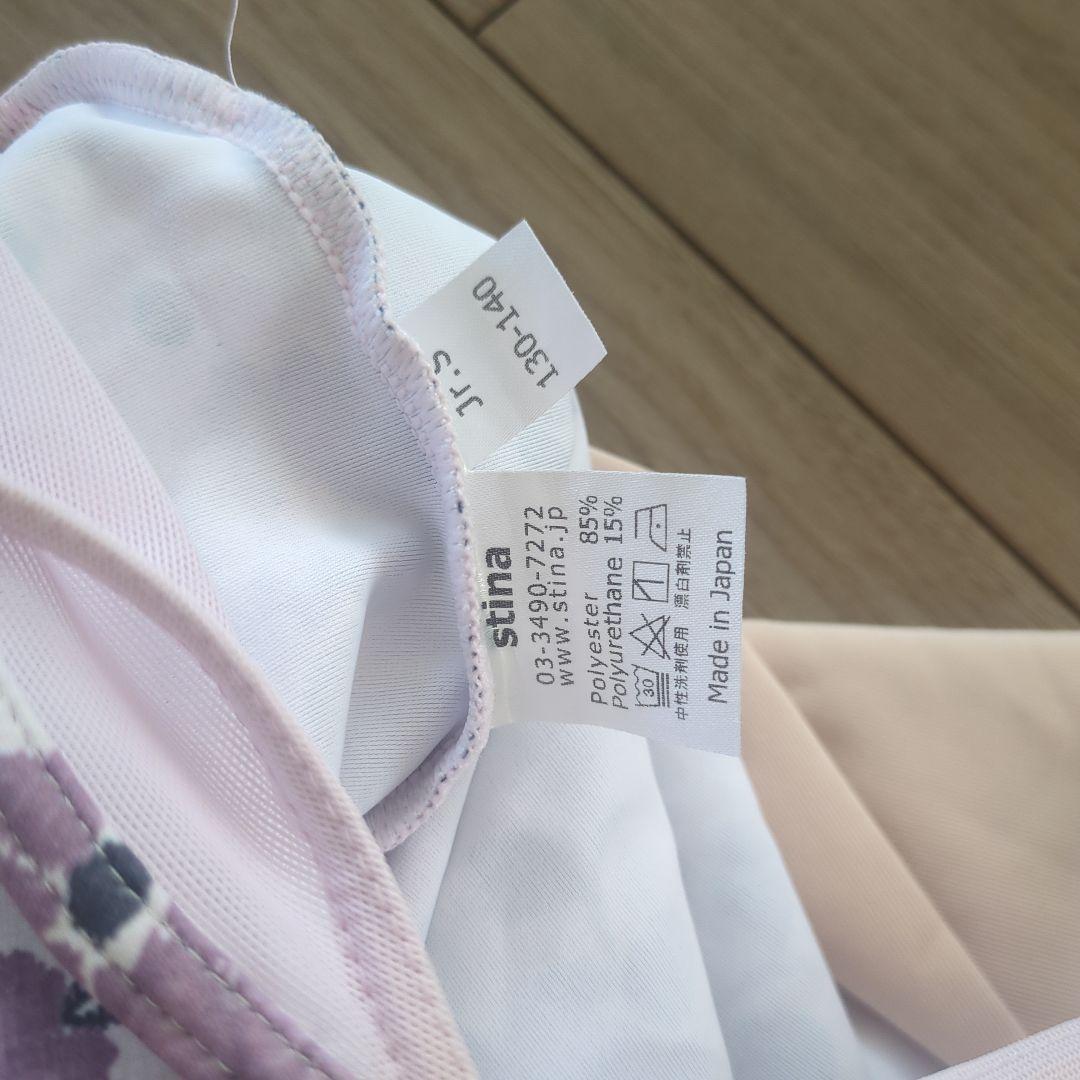 Jr.S
130-140
stina
03-3490-7272
www.stina.jp
Polyester 85%
Polyurethane 15%
30
中性洗剤使用 漂白剤禁止
Made in Japan